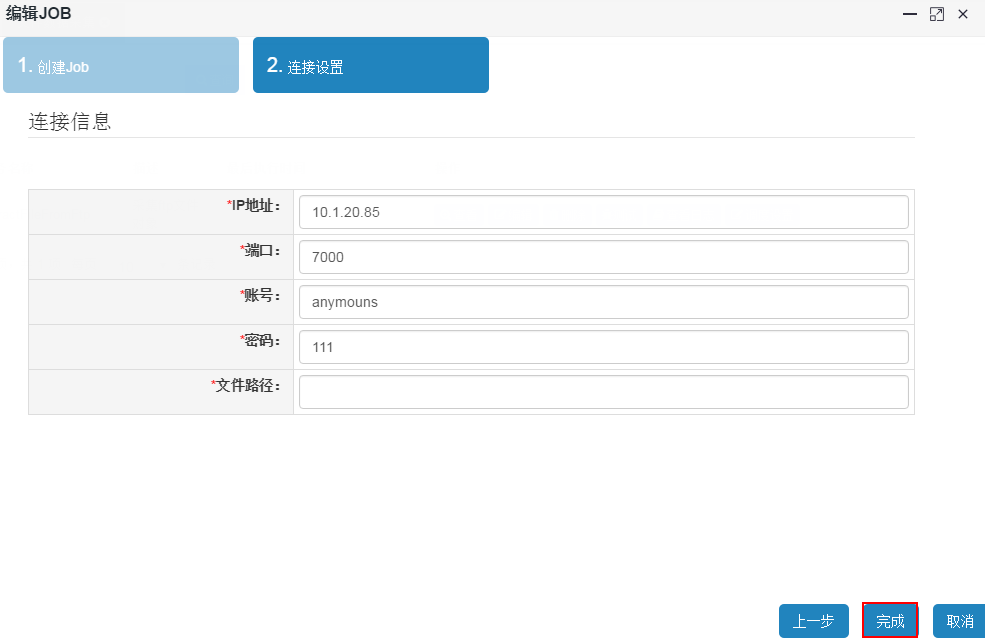 编辑JOB
1. 创建Job
2. 连接设置
连接信息
*IP地址： 10.1.20.85
*端口： 7000
*账号： anymouns
*密码： 111
*文件路径：
上一步 完成 取消